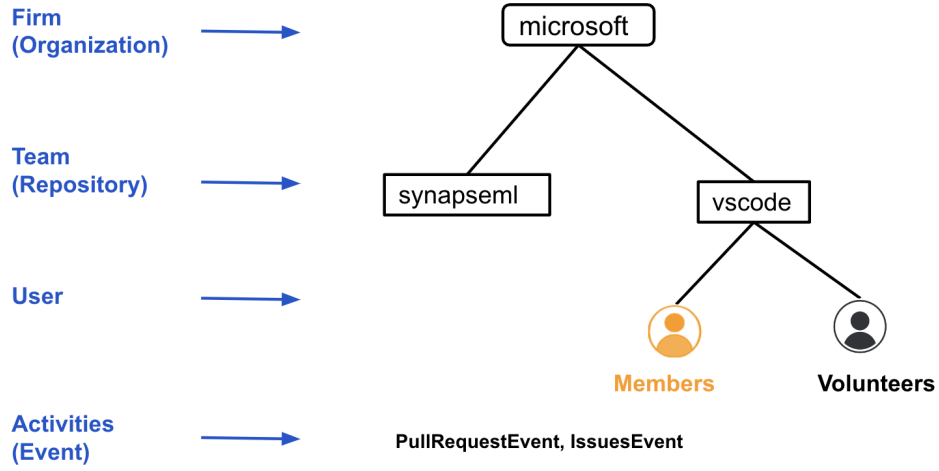 Firm
(Organization)
microsoft
Team
(Repository)
synapseml
vscode
User
Members
Volunteers
Activities
(Event)
PullRequestEvent, IssuesEvent